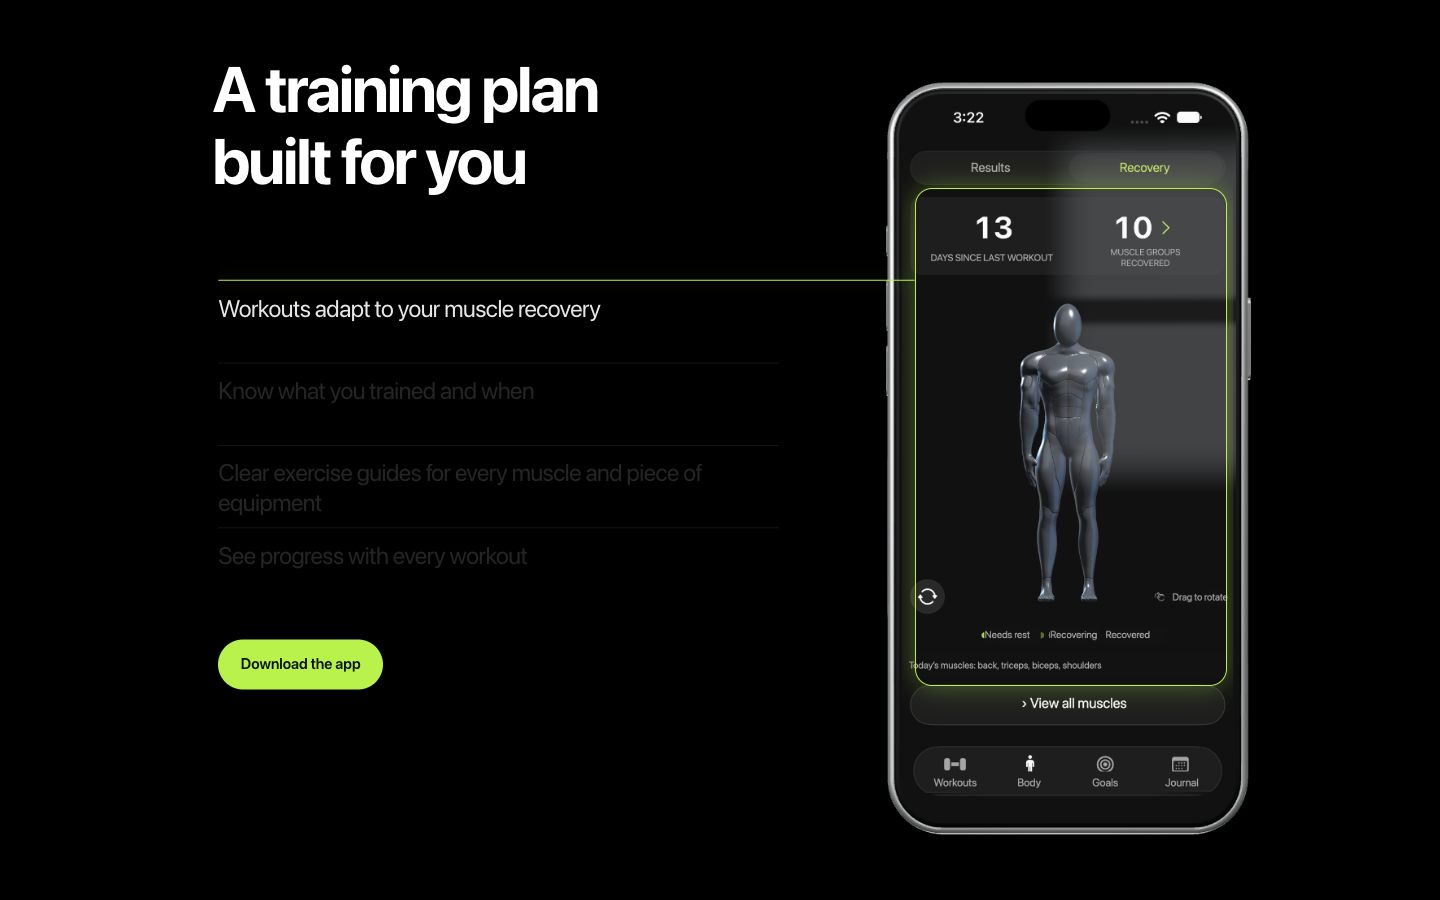 A training plan
built for you
Workouts adapt to your muscle recovery
Know what you trained and when
Clear exercise guides for every muscle and piece of
equipment
See progress with every workout
Download the app
3:22
Results
Recovery
13
DAYS SINCE LAST WORKOUT
10
MUSCLE GROUPS
RECOVERED
Drag to rotate
Needs rest
Recovering
Recovered
Today's muscles: back, triceps, biceps, shoulders
› View all muscles
Workouts
Body
Goals
Journal